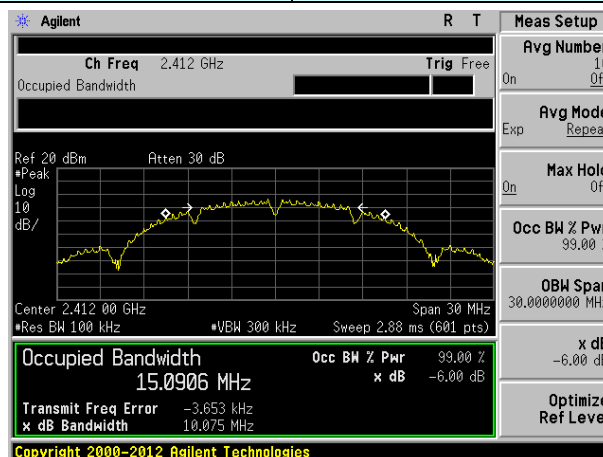 Agilent R T Meas Setup
Ch Freq 2.412 GHz Trig Free
Occupied Bandwidth
Ref 20 dBm Atten 30 dB
#Peak
Log
10
dB/
Center 2.412 00 GHz Span 30 MHz
#Res BW 100 kHz #VBW 300 kHz Sweep 2.88 ms (601 pts)
Occupied Bandwidth Occ BW % Pwr 99.00 %
15.0906 MHz x dB -6.00 dB
Transmit Freq Error -3.653 kHz
x dB Bandwidth 10.075 MHz
Copyright 2000-2012 Agilent Technologies
Avg Number
On
Avg Mode
Exp Repeat
Max Hold
On
Occ BW % Pwr
99.00
OBW Span
30.0000000 MHz
x dB
-6.00 dB
Optimize
Ref Level